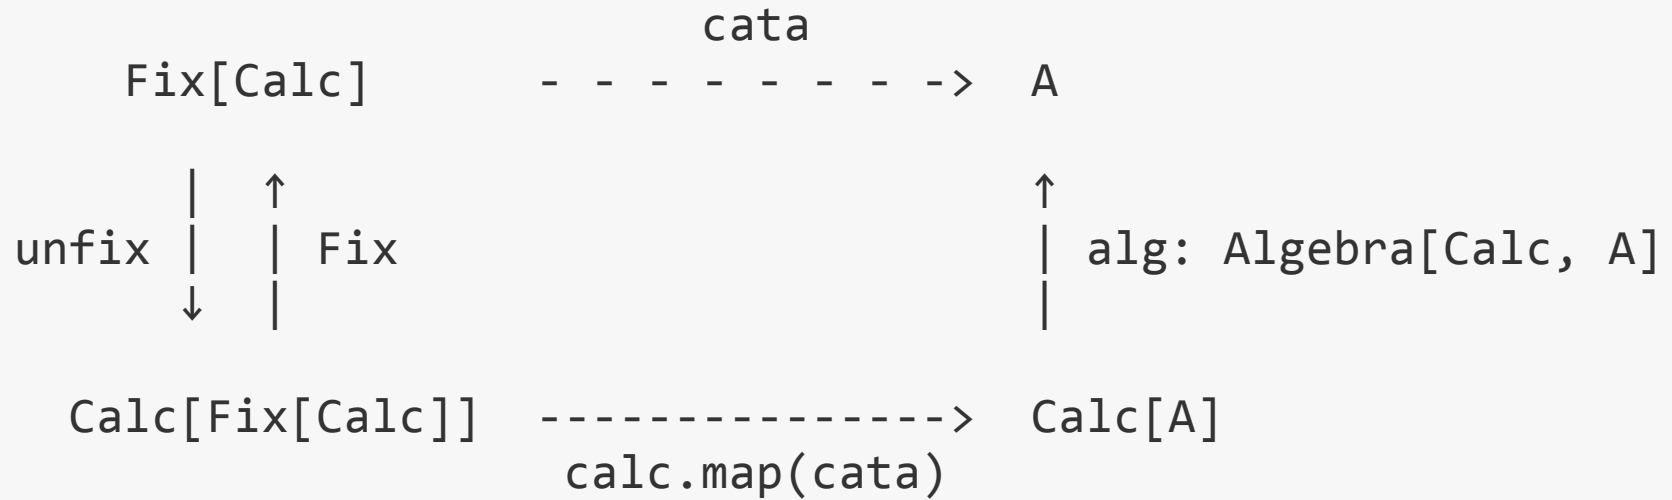 cata
Fix[Calc] - - - - - - - -> A
| ↑ ↑
unfix | | Fix | alg: Algebra[Calc, A]
↓ | |
Calc[Fix[Calc]] ---------------> Calc[A]
calc.map(cata)